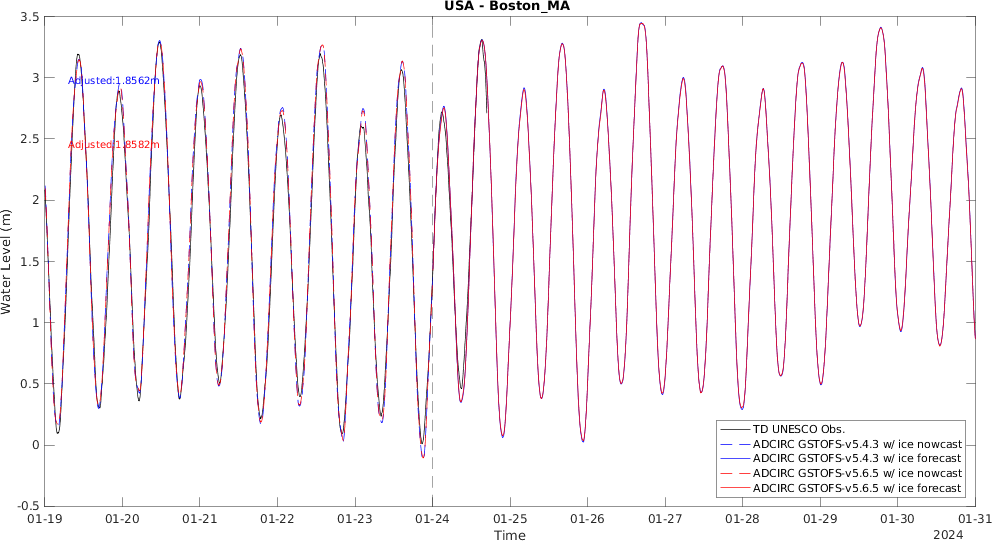 USA - Boston_MA
3.5
3
2.5
2
1.5
1
0.5
0
-0.5
Water Level (m)
Adjusted:1.8562m
Adjusted:1.8582m
TD UNESCO Obs.
ADCIRC GSTOFS-v5.4.3 w/ ice nowcast
ADCIRC GSTOFS-v5.4.3 w/ ice forecast
ADCIRC GSTOFS-v5.6.5 w/ ice nowcast
ADCIRC GSTOFS-v5.6.5 w/ ice forecast
01-19 01-20 01-21 01-22 01-23 01-24 01-25 01-26 01-27 01-28 01-29 01-30 01-31
Time
2024